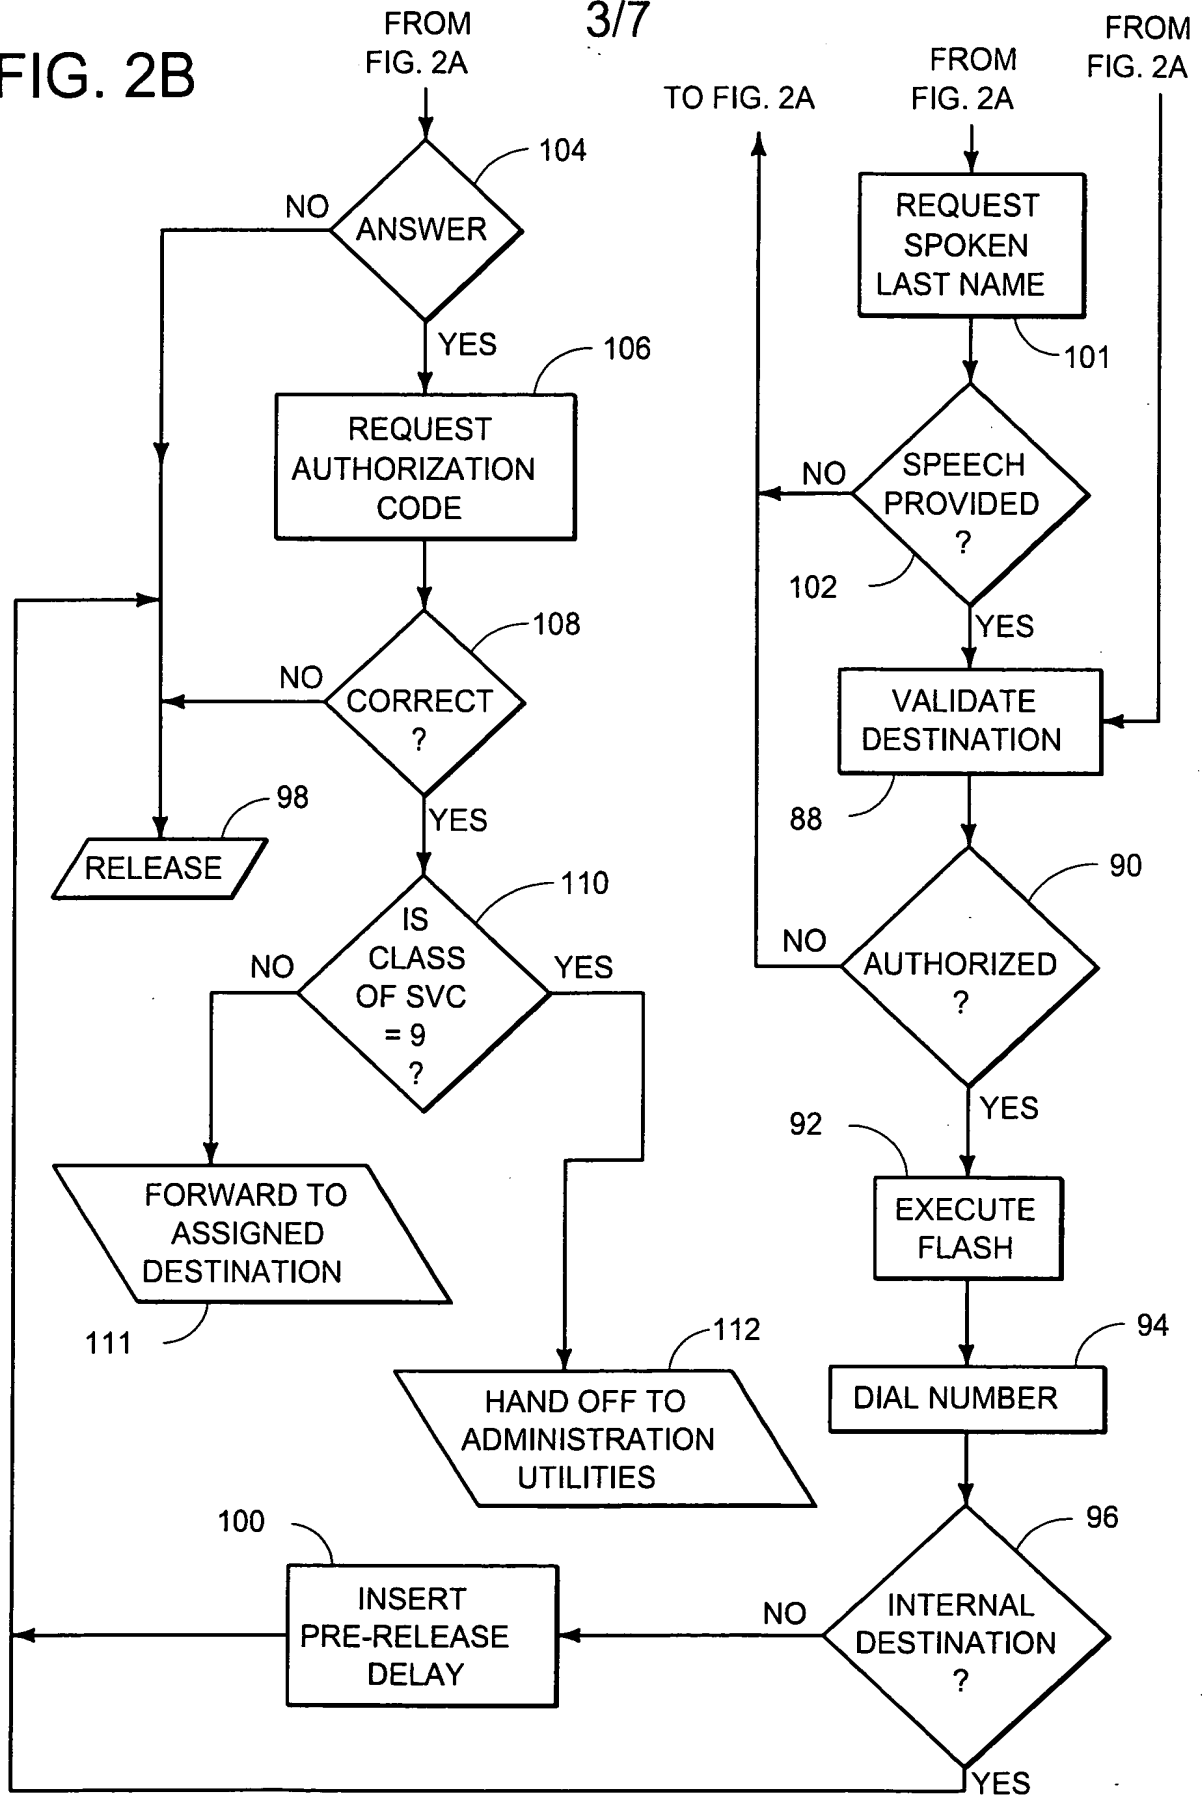 3/7
FIG. 2B
FROM
FIG. 2A
104
NO
ANSWER
YES
106
REQUEST
AUTHORIZATION
CODE
108
NO
CORRECT
?
YES
98
RELEASE
110
IS
CLASS
OF SVC
= 9
?
NO
YES
FORWARD TO
ASSIGNED
DESTINATION
111
112
HAND OFF TO
ADMINISTRATION
UTILITIES
TO FIG. 2A
FROM
FIG. 2A
FROM
FIG. 2A
REQUEST
SPOKEN
LAST NAME
101
NO
SPEECH
PROVIDED
?
102
YES
VALIDATE
DESTINATION
88
90
NO
AUTHORIZED
?
YES
92
EXECUTE
FLASH
94
DIAL NUMBER
96
INTERNAL
DESTINATION
?
NO
YES
100
INSERT
PRE-RELEASE
DELAY